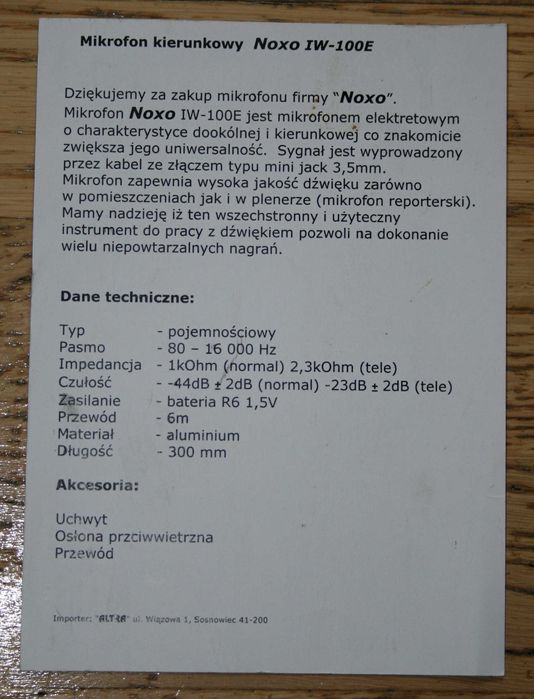 Mikrofon kierunkowy Noxo IW-100E
Dziękujemy za zakup mikrofonu firmy "Noxo".
Mikrofon Noxo IW-100E jest mikrofonem elektretowym
o charakterystyce dookólnej i kierunkowej co znakomicie
zwiększa jego uniwersalność. Sygnał jest wyprowadzony
przez kabel ze złączem typu mini jack 3,5mm.
Mikrofon zapewnia wysoka jakość dźwięku zarówno
w pomieszczeniach jak i w plenerze (mikrofon reporterski).
Mamy nadzieję iż ten wszechstronny i użyteczny
instrument do pracy z dźwiękiem pozwoli na dokonanie
wielu niepowtarzalnych nagrań.
Dane techniczne:
Typ - pojemnościowy
Pasmo - 80 – 16 000 Hz
Impedancja - 1kOhm (normal) 2,3kOhm (tele)
Czułość - -44dB ± 2dB (normal) -23dB ± 2dB (tele)
Zasilanie - bateria R6 1,5V
Przewód - 6m
Materiał - aluminium
Długość - 300 mm
Akcesoria:
Uchwyt
Osłona przciwwietrzna
Przewód
Importer: "ALTRA" ul. Wiązowa 1, Sosnowiec 41-200